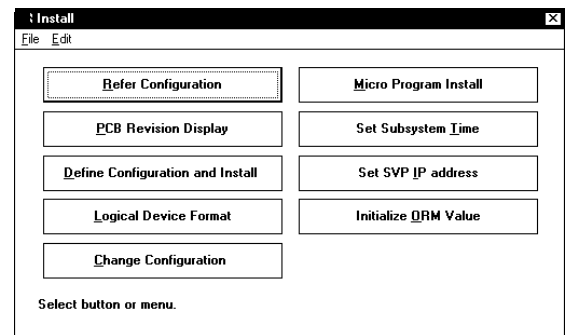 Install
File Edit
Refer Configuration
Micro Program Install
PCB Revision Display
Set Subsystem Time
Define Configuration and Install
Set SVP IP address
Logical Device Format
Initialize ORM Value
Change Configuration
Select button or menu.